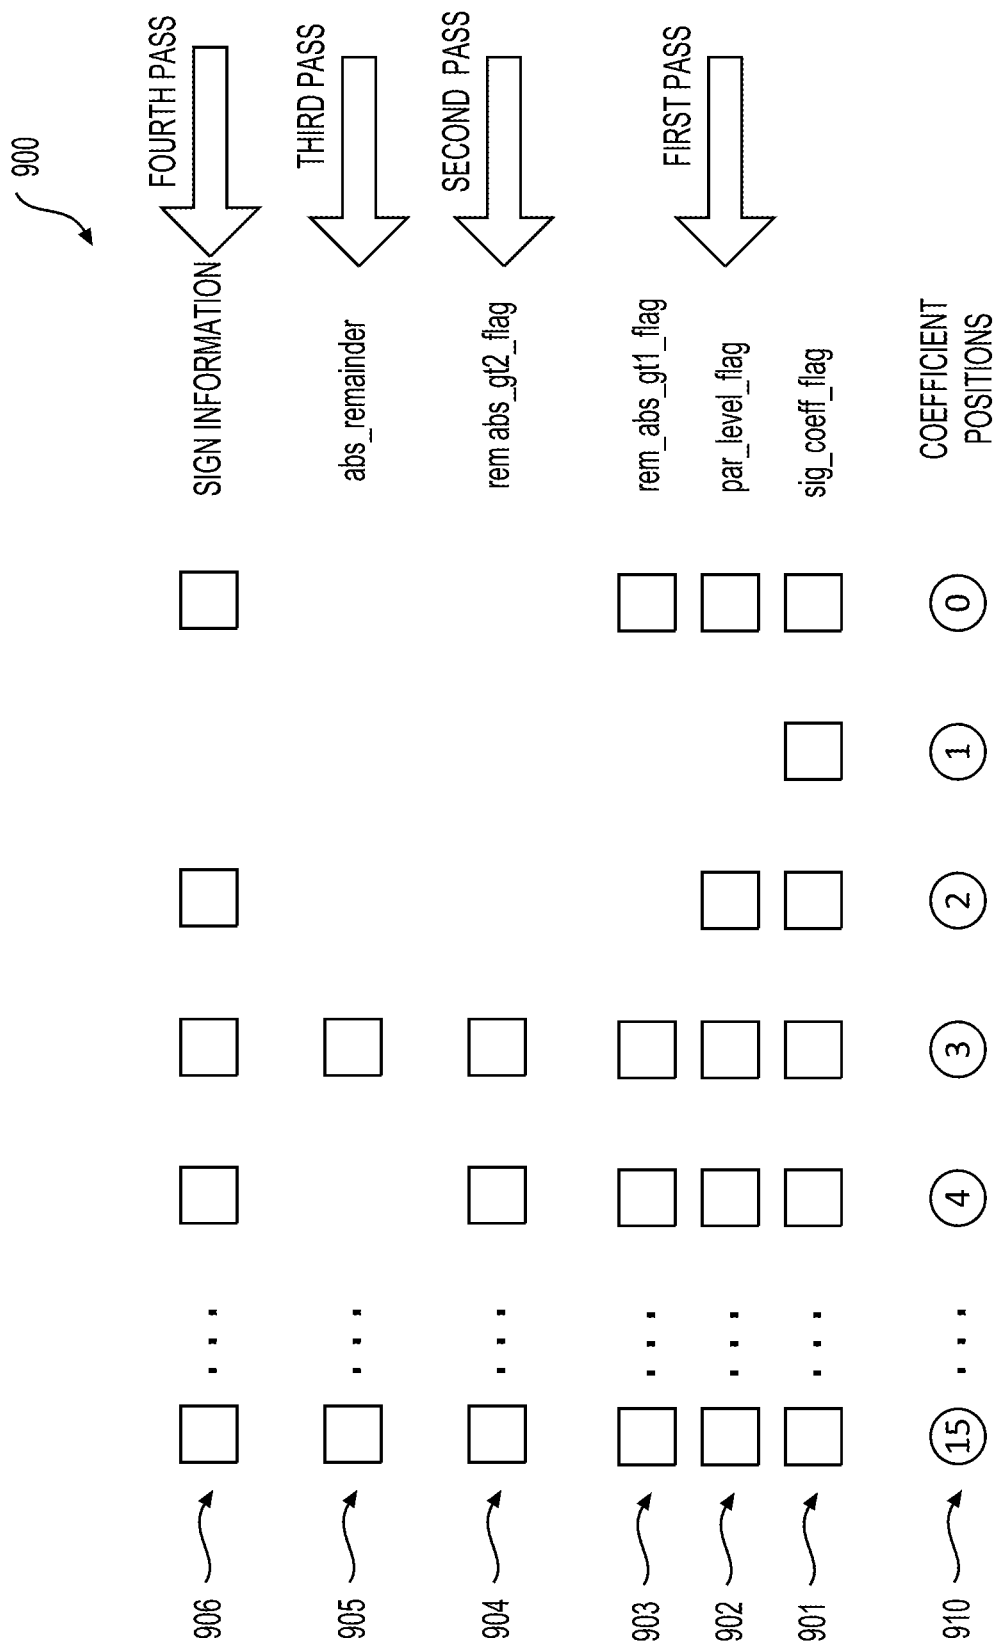 900
FOURTH PASS
906 ... SIGN INFORMATION
THIRD PASS
905 ... abs_remainder
SECOND PASS
904 ... rem abs_gt2_flag
903 ... rem_abs_gt1_flag
FIRST PASS
902 ... par_level_flag
901 ... sig_coeff_flag
910 15 ... 4 3 2 1 0
COEFFICIENT
POSITIONS